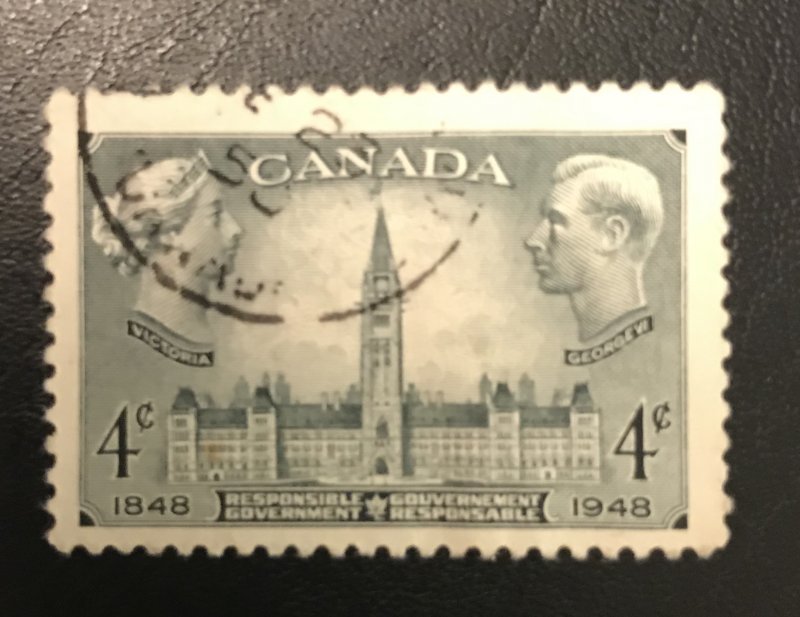 CANADA
VICTORIA
GEORGE VI
4¢
4¢
1848
RESPONSIBLE GOUVERNEMENT
GOVERNMENT RESPONSABLE
1948